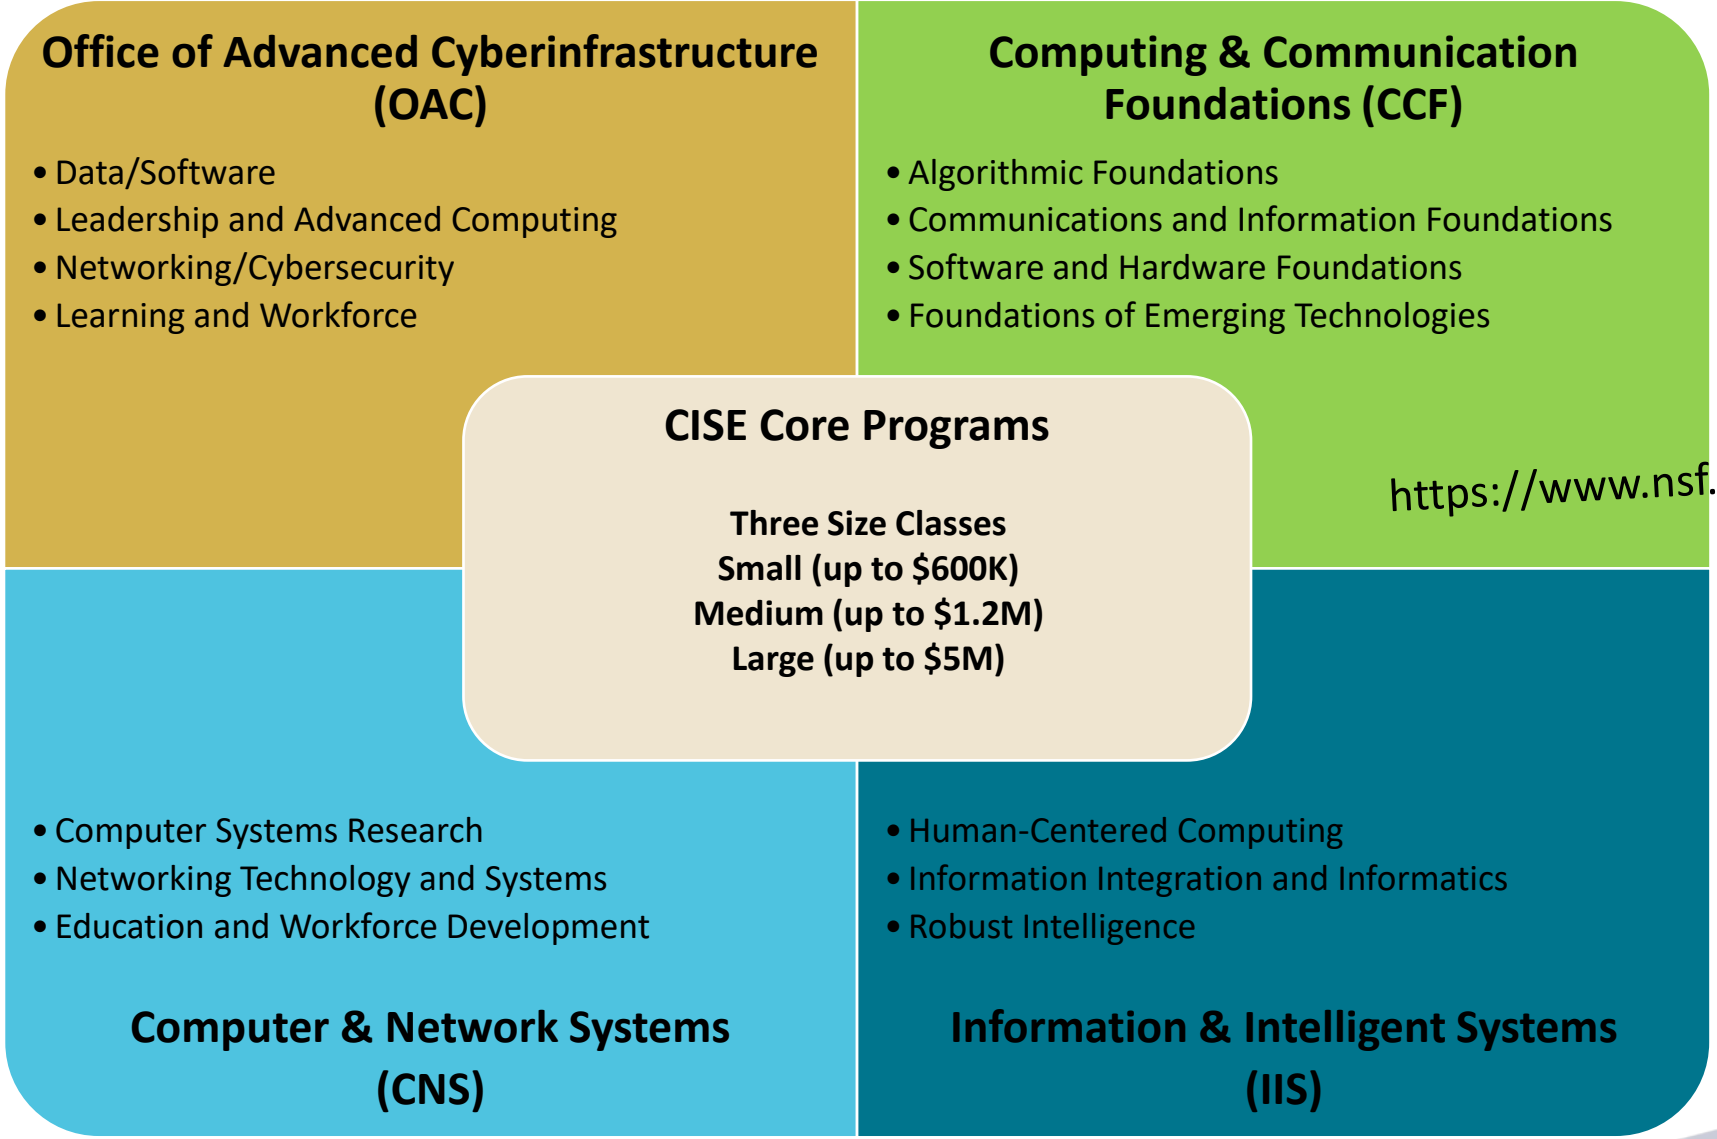 Office of Advanced Cyberinfrastructure
(OAC)
• Data/Software
• Leadership and Advanced Computing
• Networking/Cybersecurity
• Learning and Workforce
Computing & Communication
Foundations (CCF)
• Algorithmic Foundations
• Communications and Information Foundations
• Software and Hardware Foundations
• Foundations of Emerging Technologies
https://www.nsf.
CISE Core Programs
Three Size Classes
Small (up to $600K)
Medium (up to $1.2M)
Large (up to $5M)
• Computer Systems Research
• Networking Technology and Systems
• Education and Workforce Development
Computer & Network Systems
(CNS)
• Human-Centered Computing
• Information Integration and Informatics
• Robust Intelligence
Information & Intelligent Systems
(IIS)